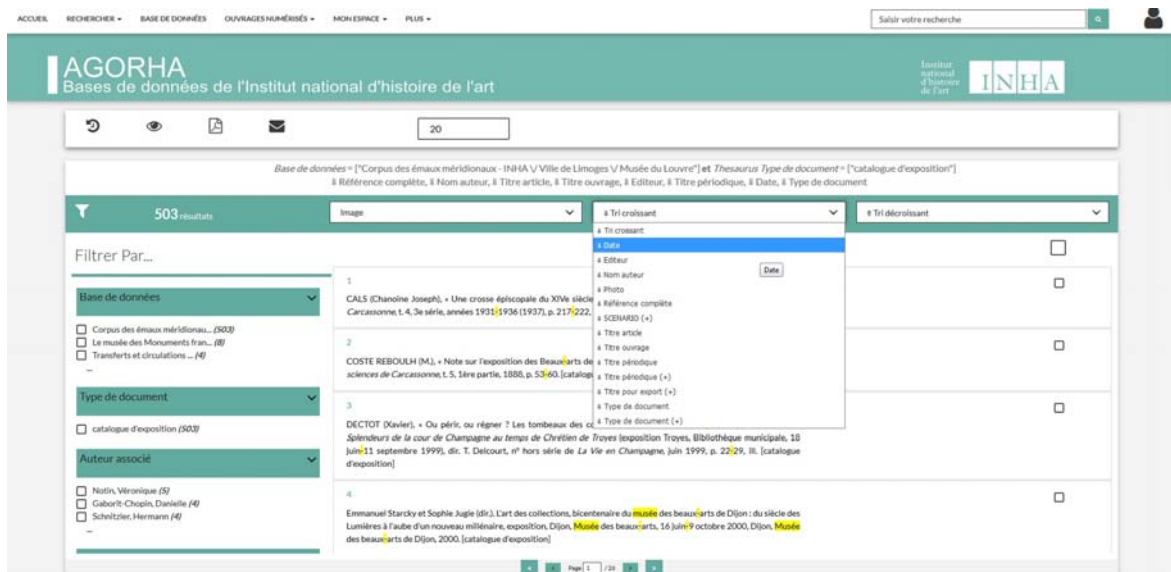 ACCUEIL RECHERCHER BASE DE DONNÉES OUVRAGES NUMÉRISÉS MON ESPACE PLUS Saisir votre recherche
AGORHA
Bases de données de l'Institut national d'histoire de l'art
Institut
national
d'histoire
de l'art
INHA
20
Base de données = ["Corpus des émaux méridionaux - INHA \/ Ville de Limoges \/ Musée du Louvre"] et Thesaurus Type de document = ["catalogue d'exposition"]
Référence complète, Nom auteur, Titre article, Titre ouvrage, Editeur, Titre périodique, Date, Type de document
503 résultats
Image
Tri croissant
Tri décroissant
Tri croissant
Date
Editeur
Nom auteur
Photo
Référence complète
SCENARIO (+)
Titre article
Titre ouvrage
Titre périodique
Titre périodique (+)
Titre pour export (+)
Type de document
Type de document (+)
Date
Filtrer Par...
Base de données
Corpus des émaux méridionau... (503)
Le musée des Monuments fran... (8)
Transferts et circulations ... (4)
...
Type de document
catalogue d'exposition (503)
Auteur associé
Notin, Véronique (5)
Gaborit-Chopin, Danielle (4)
Schnitzler, Hermann (4)
...
1
CALS (Chanoine Joseph), « Une crosse épiscopale du XIVe siècle
Carcassonne, t. 4, 3e série, années 1931-1936 (1937), p. 217-222,
2
COSTE REBOULH (M.), « Note sur l'exposition des Beaux-arts de
sciences de Carcassonne, t. 5, 1ère partie, 1888, p. 53-60. [catalog
3
DECTOT (Xavier), « Ou périr, ou régner ? Les tombeaux des co
Splendeurs de la cour de Champagne au temps de Chrétien de Troyes (exposition Troyes, Bibliothèque municipale, 18
juin-11 septembre 1999), dir. T. Delcourt, n° hors série de La Vie en Champagne, juin 1999, p. 22-29, ill. [catalogue
d'exposition]
4
Emmanuel Starcky et Sophie Jugie (dir.). L'art des collections, bicentenaire du musée des beaux-arts de Dijon : du siècle des
Lumières à l'aube d'un nouveau millénaire, exposition, Dijon, Musée des beaux-arts, 16 juin-9 octobre 2000, Dijon, Musée
des beaux-arts de Dijon, 2000. [catalogue d'exposition]
Page 1 /26